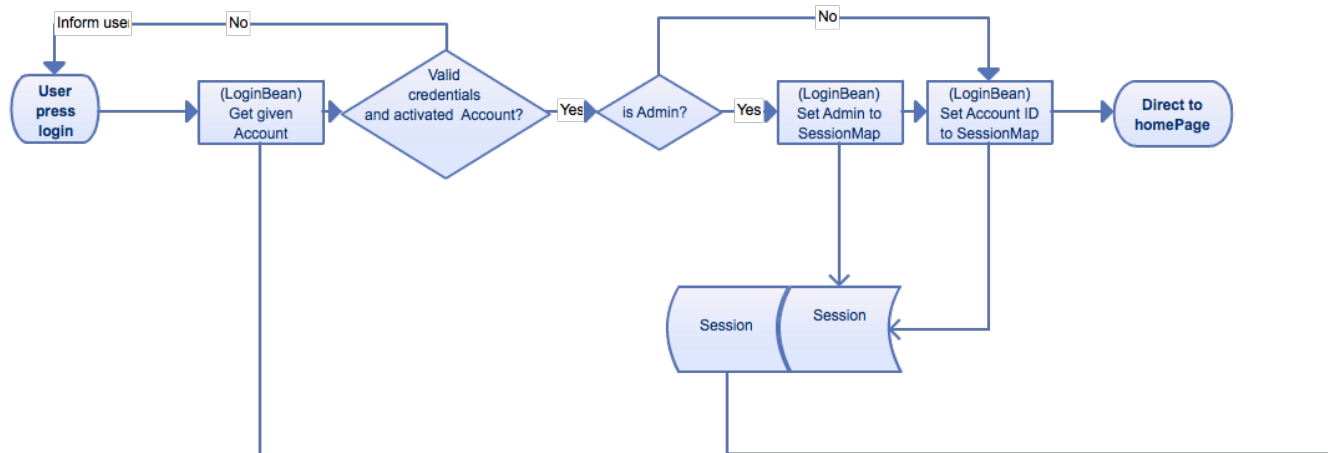 Inform use
No
No
User
press
login
(LoginBean)
Get given
Account
Valid
credentials
and activated Account?
Yes
is Admin?
Yes
(LoginBean)
Set Admin to
SessionMap
(LoginBean)
Set Account ID
to SessionMap
Direct to
homePage
Session
Session